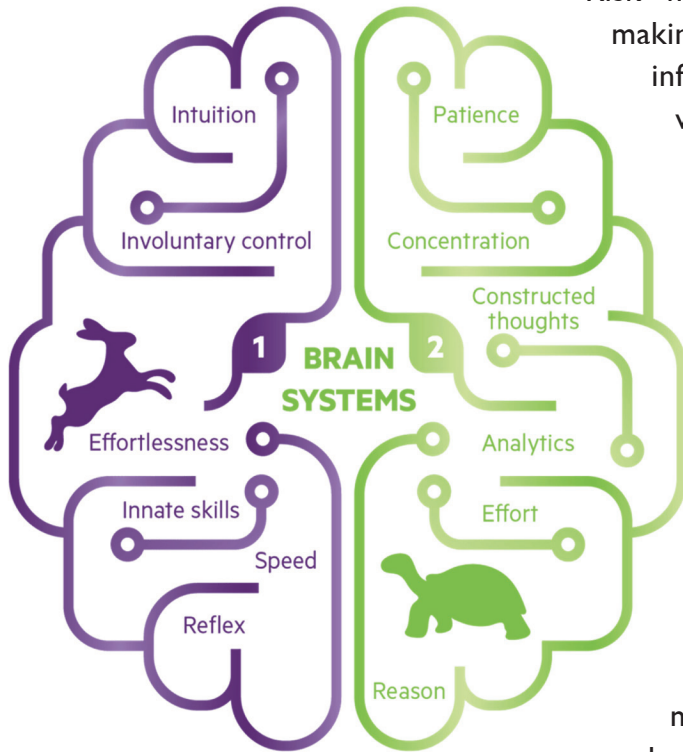 makin
inf
Intuition
Patience
Involuntary control
Concentration
Constructed
thoughts
1
BRAIN
2
SYSTEMS
Effortlessness
Analytics
Innate skills
Effort
Speed
Reflex
Reason